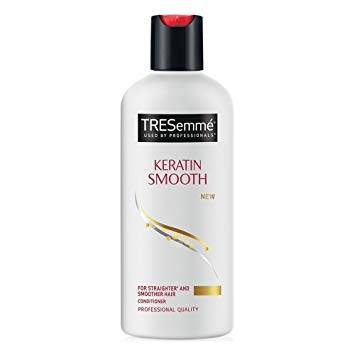 TRESemmé
USED BY PROFESSIONALS
KERATIN
SMOOTH
NEW
FOR STRAIGHTER* AND
SMOOTHER HAIR
CONDITIONER
PROFESSIONAL QUALITY